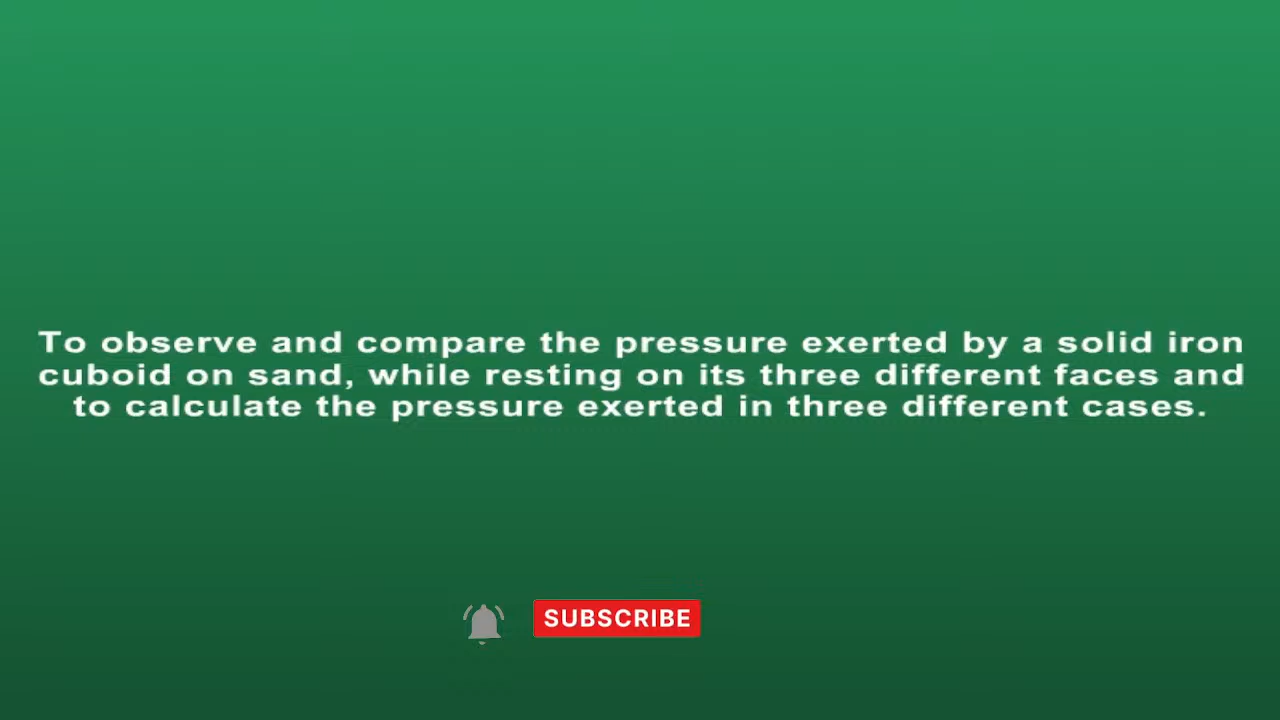 To observe and compare the pressure exerted by a solid iron
cuboid on sand, while resting on its three different faces and
to calculate the pressure exerted in three different cases.
SUBSCRIBE